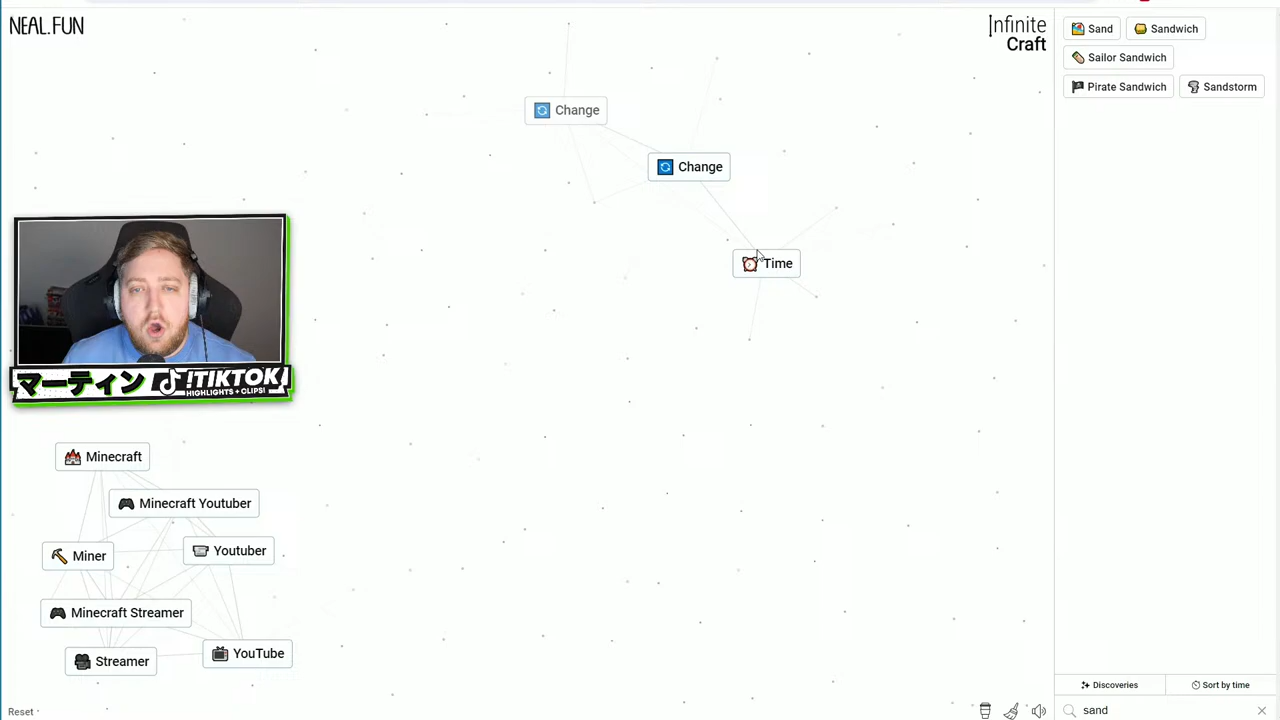 NEAL.FUN
Infinite
Craft
Sand
Sandwich
Sailor Sandwich
Pirate Sandwich
Sandstorm
Change
Change
Time
マーティン
!TIKTOK
HIGHLIGHTS + CLIPS!
Minecraft
Minecraft Youtuber
Miner
Youtuber
Minecraft Streamer
Streamer
YouTube
Reset
Discoveries
Sort by time
sand